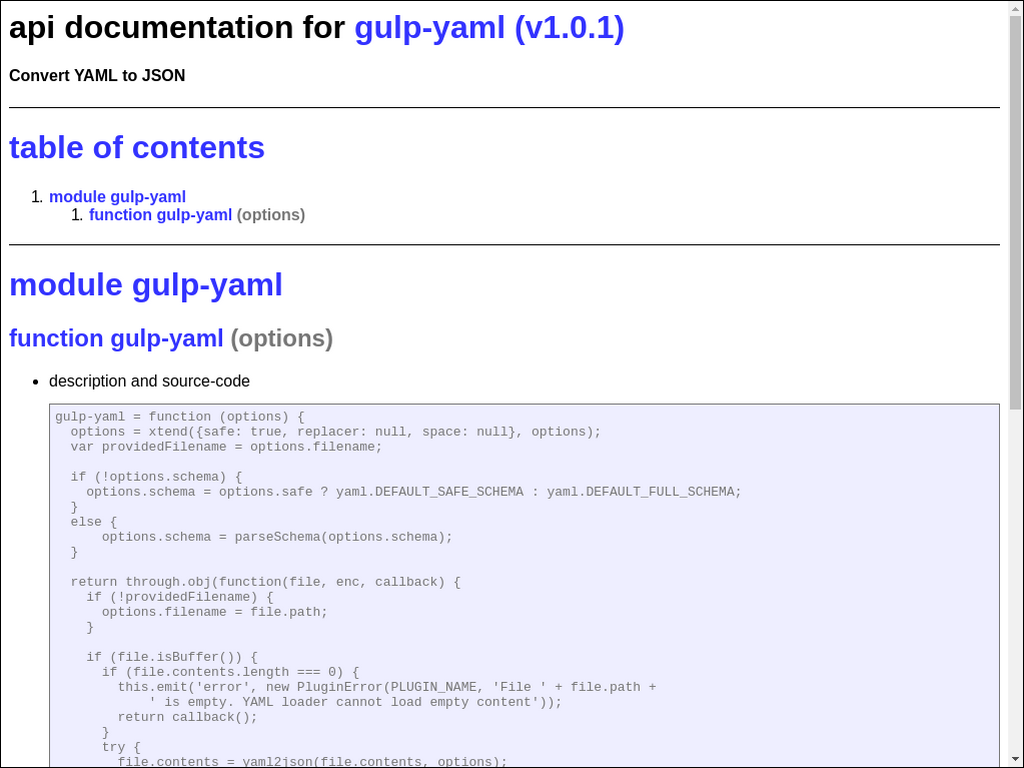 api documentation for gulp-yaml (v1.0.1)
Convert YAML to JSON
table of contents
1. module gulp-yaml
1. function gulp-yaml (options)
module gulp-yaml
function gulp-yaml (options)
• description and source-code
gulp-yaml = function (options) {
  options = xtend({safe: true, replacer: null, space: null}, options);
  var providedFilename = options.filename;
  if (!options.schema) {
    options.schema = options.safe ? yaml.DEFAULT_SAFE_SCHEMA : yaml.DEFAULT_FULL_SCHEMA;
  }
  else {
      options.schema = parseSchema(options.schema);
  }
  return through.obj(function(file, enc, callback) {
    if (!providedFilename) {
      options.filename = file.path;
    }
    if (file.isBuffer()) {
      if (file.contents.length === 0) {
        this.emit('error', new PluginError(PLUGIN_NAME, 'File ' + file.path +
            ' is empty. YAML loader cannot load empty content'));
        return callback();
      }
      try {
        file.contents = yaml2json(file.contents, options);